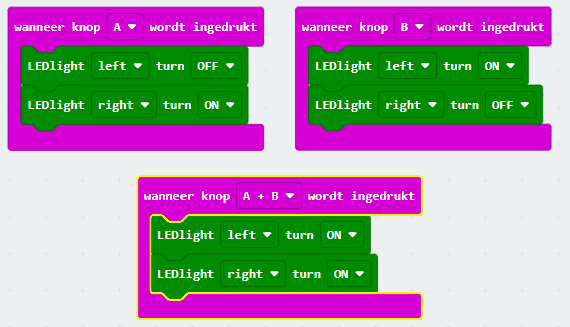 wanneer knop A wordt ingedrukt
LEDlight left turn OFF
LEDlight right turn ON
wanneer knop B wordt ingedrukt
LEDlight left turn ON
LEDlight right turn OFF
wanneer knop A + B wordt ingedrukt
LEDlight left turn ON
LEDlight right turn ON